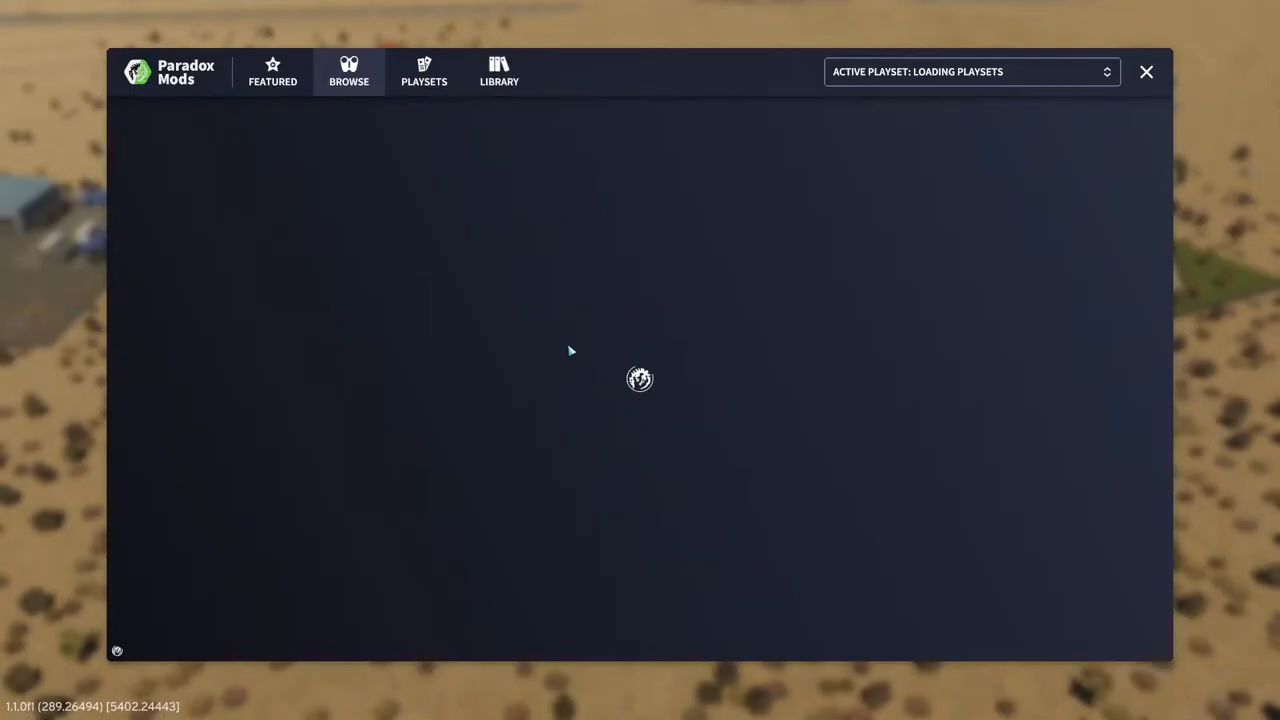 Paradox
Mods
FEATURED
BROWSE
PLAYSETS
LIBRARY
ACTIVE PLAYSET: LOADING PLAYSETS
1.1.0f1 (289.26494) [5402.24443]